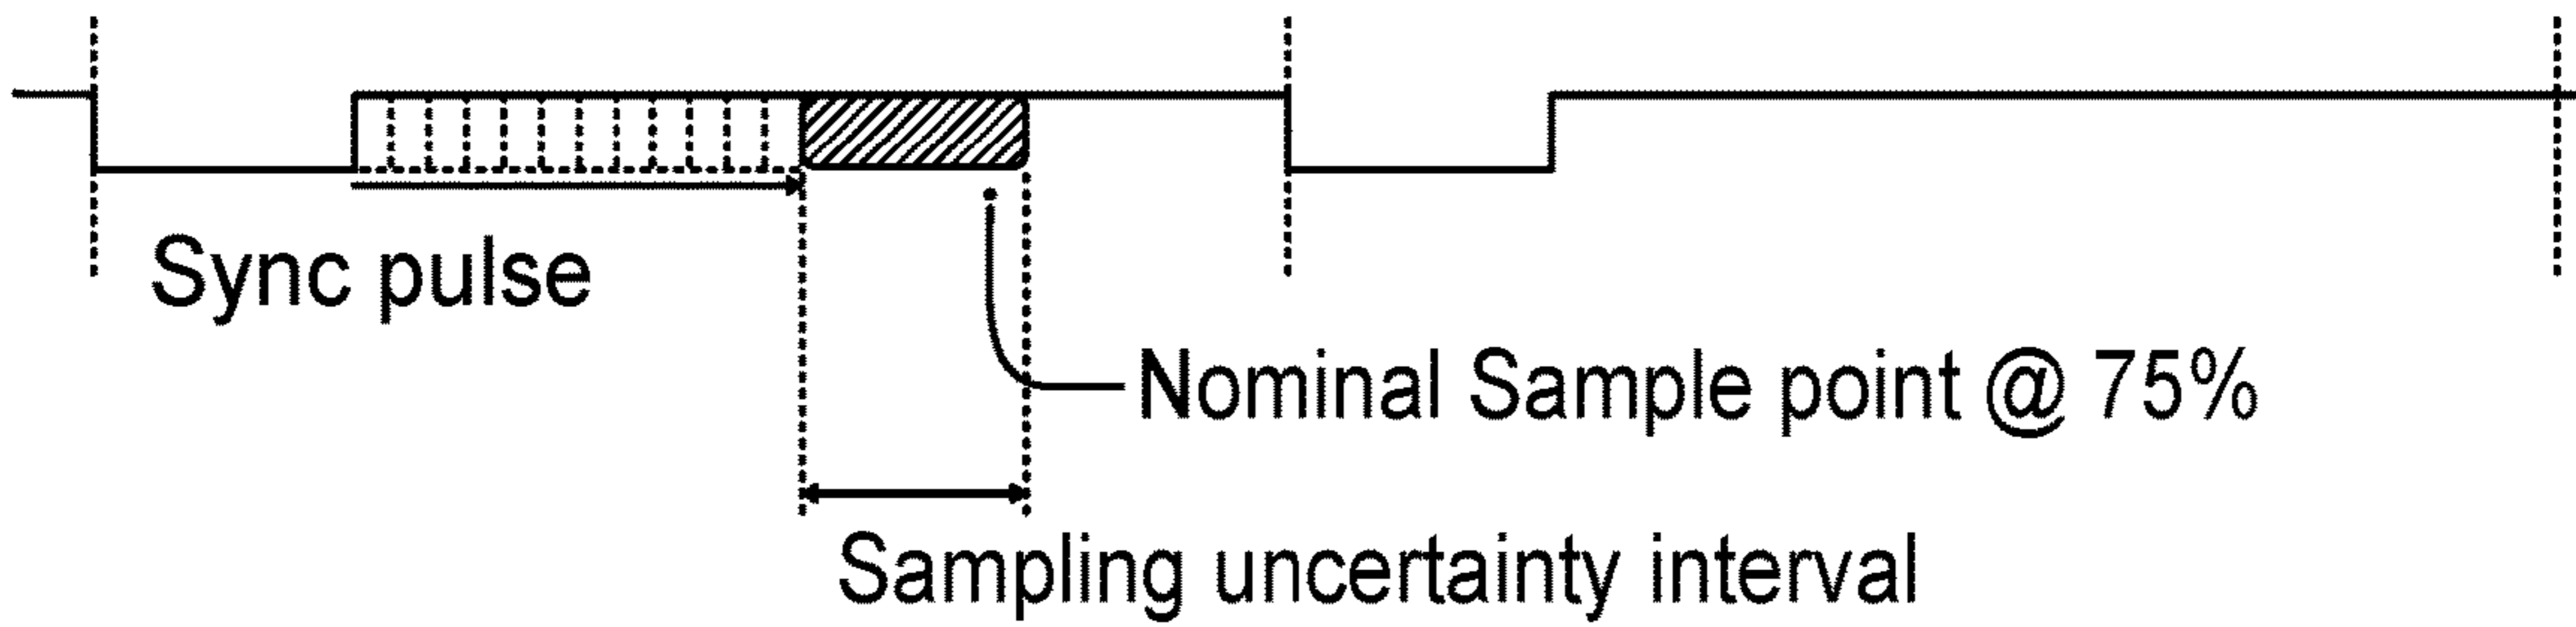 Sync pulse
Nominal Sample point @ 75%
Sampling uncertainty interval